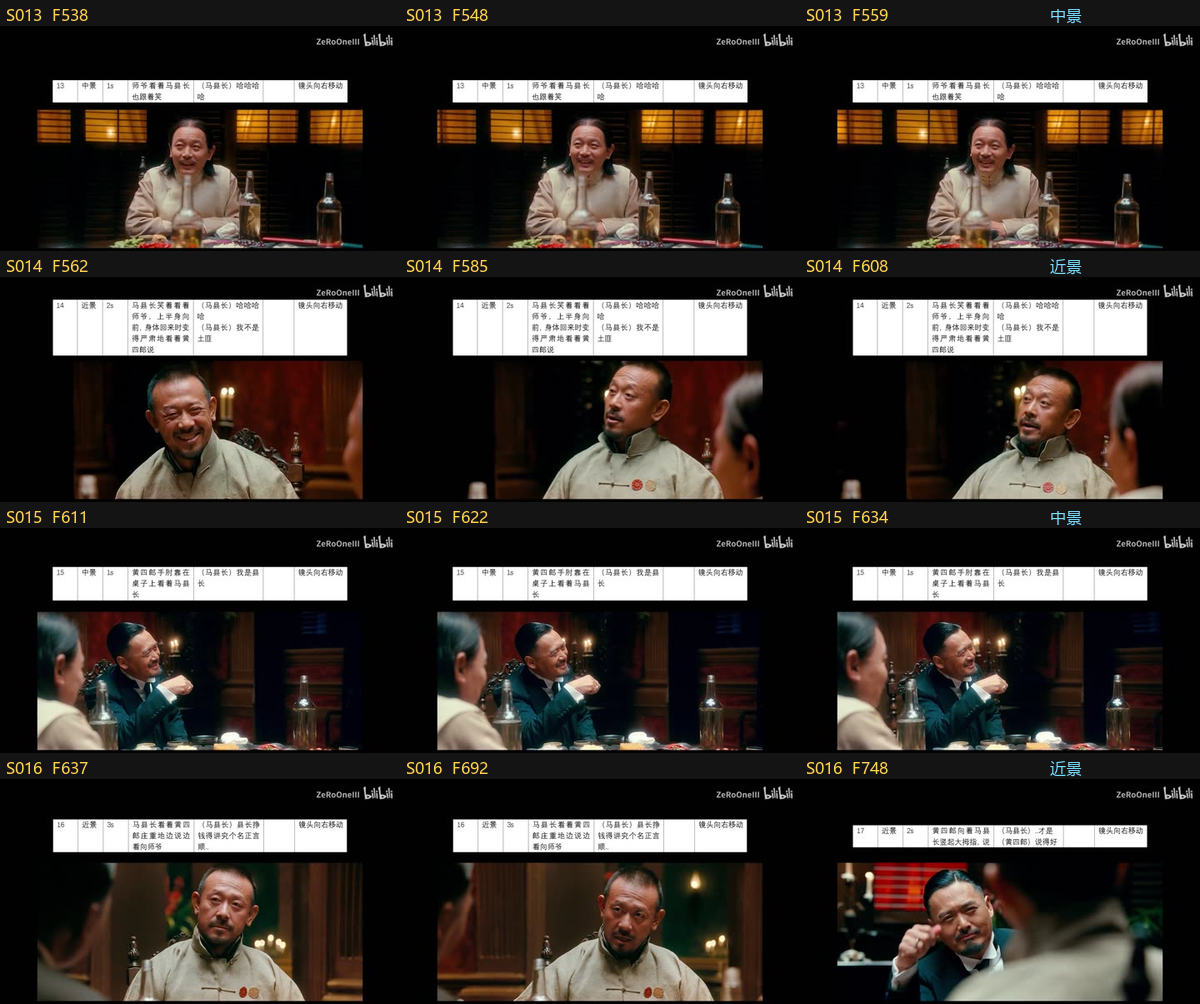 S013 F538
S013 F548
S013 F559 中景
ZeRoOneIII bilibili
ZeRoOneIII bilibili
ZeRoOneIII bilibili
13 中景 1s 师爷看着马县长 (马县长)哈哈哈哈 镜头向右移动
也跟着笑 哈
13 中景 1s 师爷看着马县长 (马县长)哈哈哈哈 镜头向右移动
也跟着笑 哈
13 中景 1s 师爷看着马县长 (马县长)哈哈哈哈 镜头向右移动
也跟着笑 哈
S014 F562
S014 F585
S014 F608 近景
ZeRoOneIII bilibili
ZeRoOneIII bilibili
ZeRoOneIII bilibili
14 近景 2s 马县长笑着看着 (马县长)哈哈哈哈 镜头向右移动
师爷, 上半身向 哈
前, 身体回来时变 (马县长)我不是
得严肃地看着黄 土匪
四郎说
14 近景 2s 马县长笑着看着 (马县长)哈哈哈哈 镜头向右移动
师爷, 上半身向 哈
前, 身体回来时变 (马县长)我不是
得严肃地看着黄 土匪
四郎说
14 近景 2s 马县长笑着看着 (马县长)哈哈哈哈 镜头向右移动
师爷, 上半身向 哈
前, 身体回来时变 (马县长)我不是
得严肃地看着黄 土匪
四郎说
S015 F611
S015 F622
S015 F634 中景
ZeRoOneIII bilibili
ZeRoOneIII bilibili
ZeRoOneIII bilibili
15 中景 1s 黄四郎手肘靠在 (马县长)我是县 镜头向右移动
桌子上看着马县 长
长
15 中景 1s 黄四郎手肘靠在 (马县长)我是县 镜头向右移动
桌子上看着马县 长
长
15 中景 1s 黄四郎手肘靠在 (马县长)我是县 镜头向右移动
桌子上看着马县 长
长
S016 F637
S016 F692
S016 F748 近景
ZeRoOneIII bilibili
ZeRoOneIII bilibili
ZeRoOneIII bilibili
16 近景 3s 马县长看着黄四 (马县长)县长挣 镜头向右移动
郎庄重地边说边 钱得讲究个名正言
看向师爷 顺..
16 近景 3s 马县长看着黄四 (马县长)县长挣 镜头向右移动
郎庄重地边说边 钱得讲究个名正言
看向师爷 顺..
17 近景 2s 黄四郎向着马县 (马县长)..才是 镜头向右移动
长竖起大拇指, 说 (黄四郎)说得好